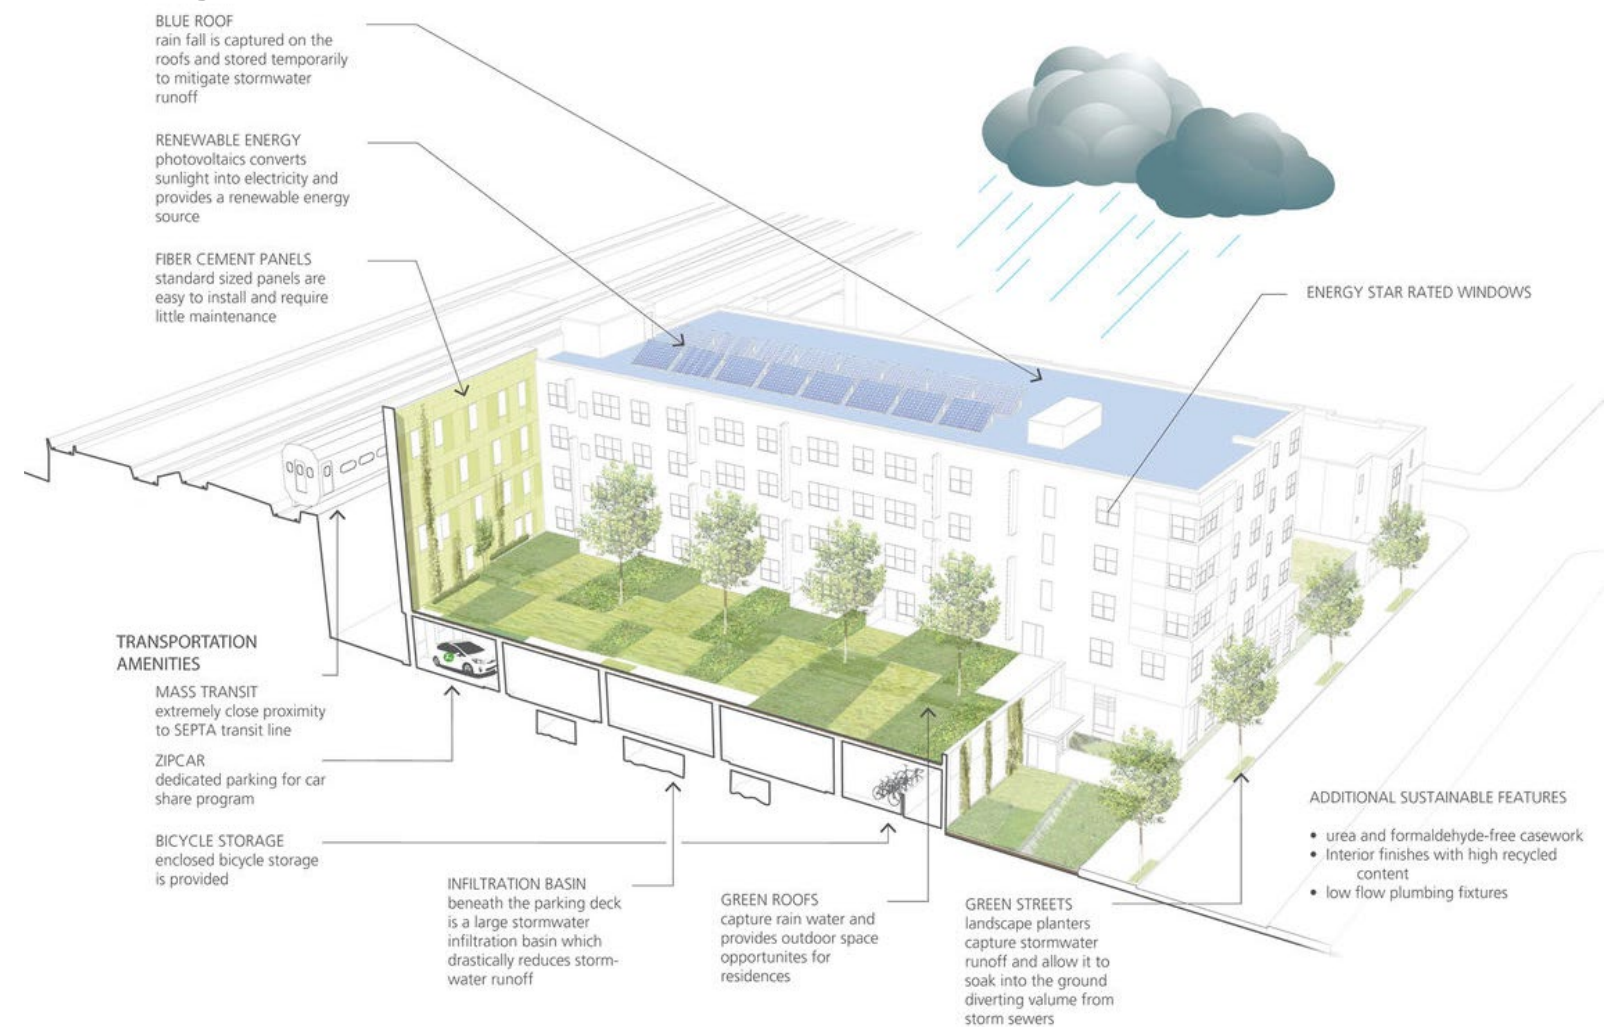 BLUE ROOF
rain fall is captured on the
roofs and stored temporarily
to mitigate stormwater
runoff
RENEWABLE ENERGY
photovoltaics converts
sunlight into electricity and
provides a renewable energy
source
FIBER CEMENT PANELS
standard sized panels are
easy to install and require
little maintenance
ENERGY STAR RATED WINDOWS
TRANSPORTATION
AMENITIES
MASS TRANSIT
extremely close proximity
to SEPTA transit line
ZIPCAR
dedicated parking for car
share program
BICYCLE STORAGE
enclosed bicycle storage
is provided
INFILTRATION BASIN
beneath the parking deck
is a large stormwater
infiltration basin which
drastically reduces storm-
water runoff
GREEN ROOFS
capture rain water and
provides outdoor space
opportunites for
residences
GREEN STREETS
landscape planters
capture stormwater
runoff and allow it to
soak into the ground
diverting valume from
storm sewers
ADDITIONAL SUSTAINABLE FEATURES
• urea and formaldehyde-free casework
• Interior finishes with high recycled
content
• low flow plumbing fixtures